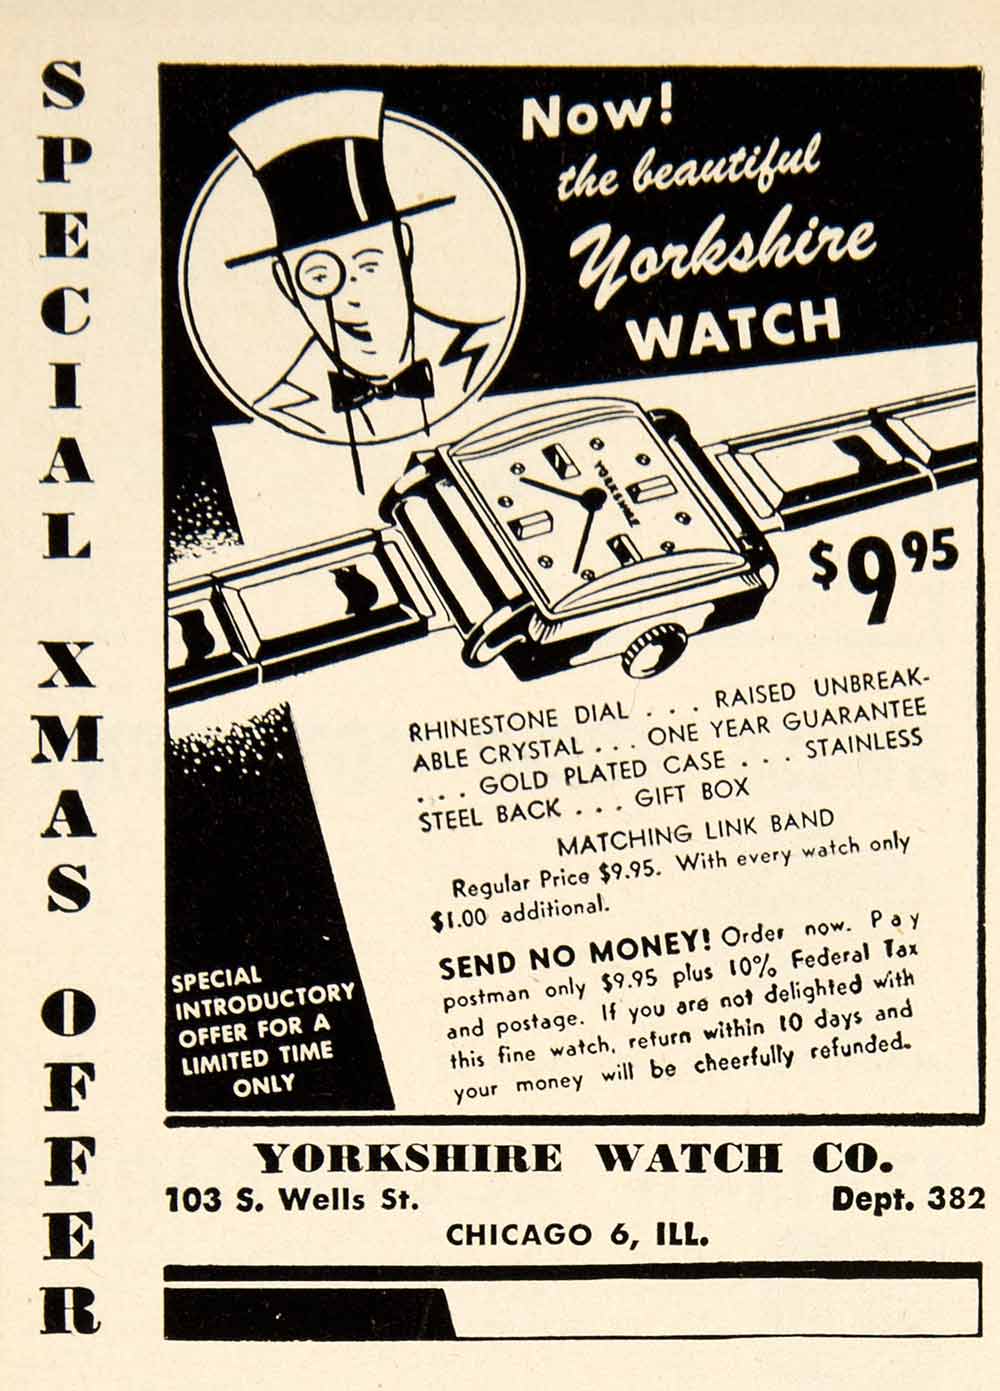 SPECIAL XMAS OFFER
Now!
the beautiful
Yorkshire
WATCH
YORKSHIRE
$9.95
RHINESTONE DIAL . . . RAISED UNBREAK-
ABLE CRYSTAL . . . ONE YEAR GUARANTEE
. . . GOLD PLATED CASE . . . STAINLESS
STEEL BACK . . . GIFT BOX
MATCHING LINK BAND
Regular Price $9.95. With every watch only
$1.00 additional.
SEND NO MONEY! Order now. Pay
postman only $9.95 plus 10% Federal Tax
and postage. If you are not delighted with
this fine watch, return within 10 days and
your money will be cheerfully refunded.
SPECIAL
INTRODUCTORY
OFFER FOR A
LIMITED TIME
ONLY
YORKSHIRE WATCH CO.
103 S. Wells St. Dept. 382
CHICAGO 6, ILL.